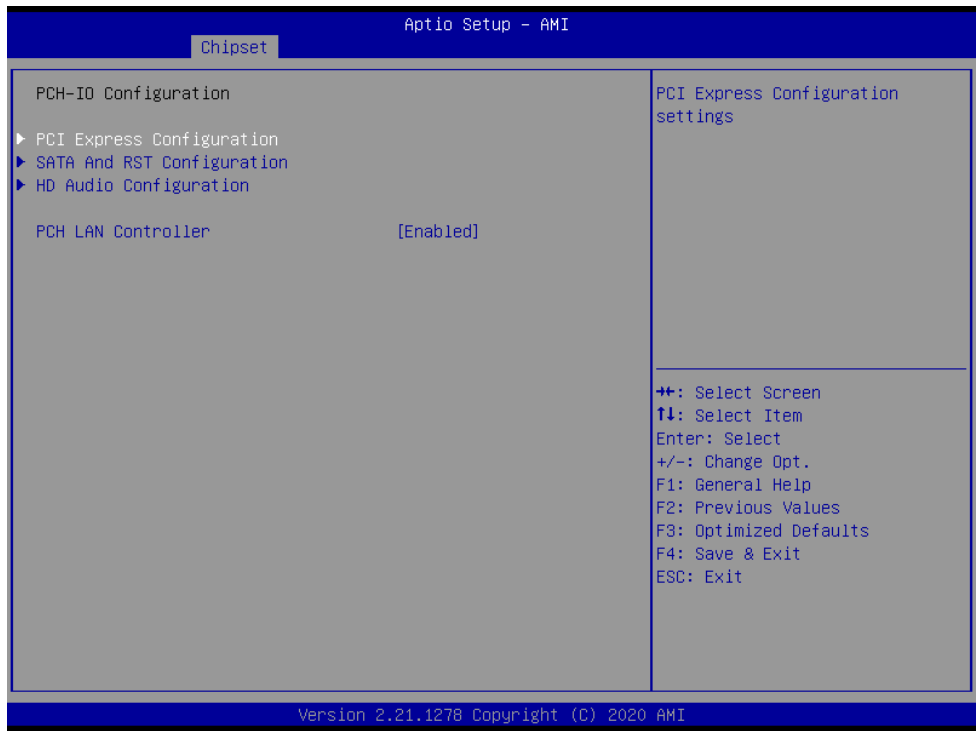 Aptio Setup – AMI
Chipset
PCH-IO Configuration
PCI Express Configuration
SATA And RST Configuration
HD Audio Configuration
PCH LAN Controller [Enabled]
PCI Express Configuration
settings
→←: Select Screen
↑↓: Select Item
Enter: Select
+/-: Change Opt.
F1: General Help
F2: Previous Values
F3: Optimized Defaults
F4: Save & Exit
ESC: Exit
Version 2.21.1278 Copyright (C) 2020 AMI